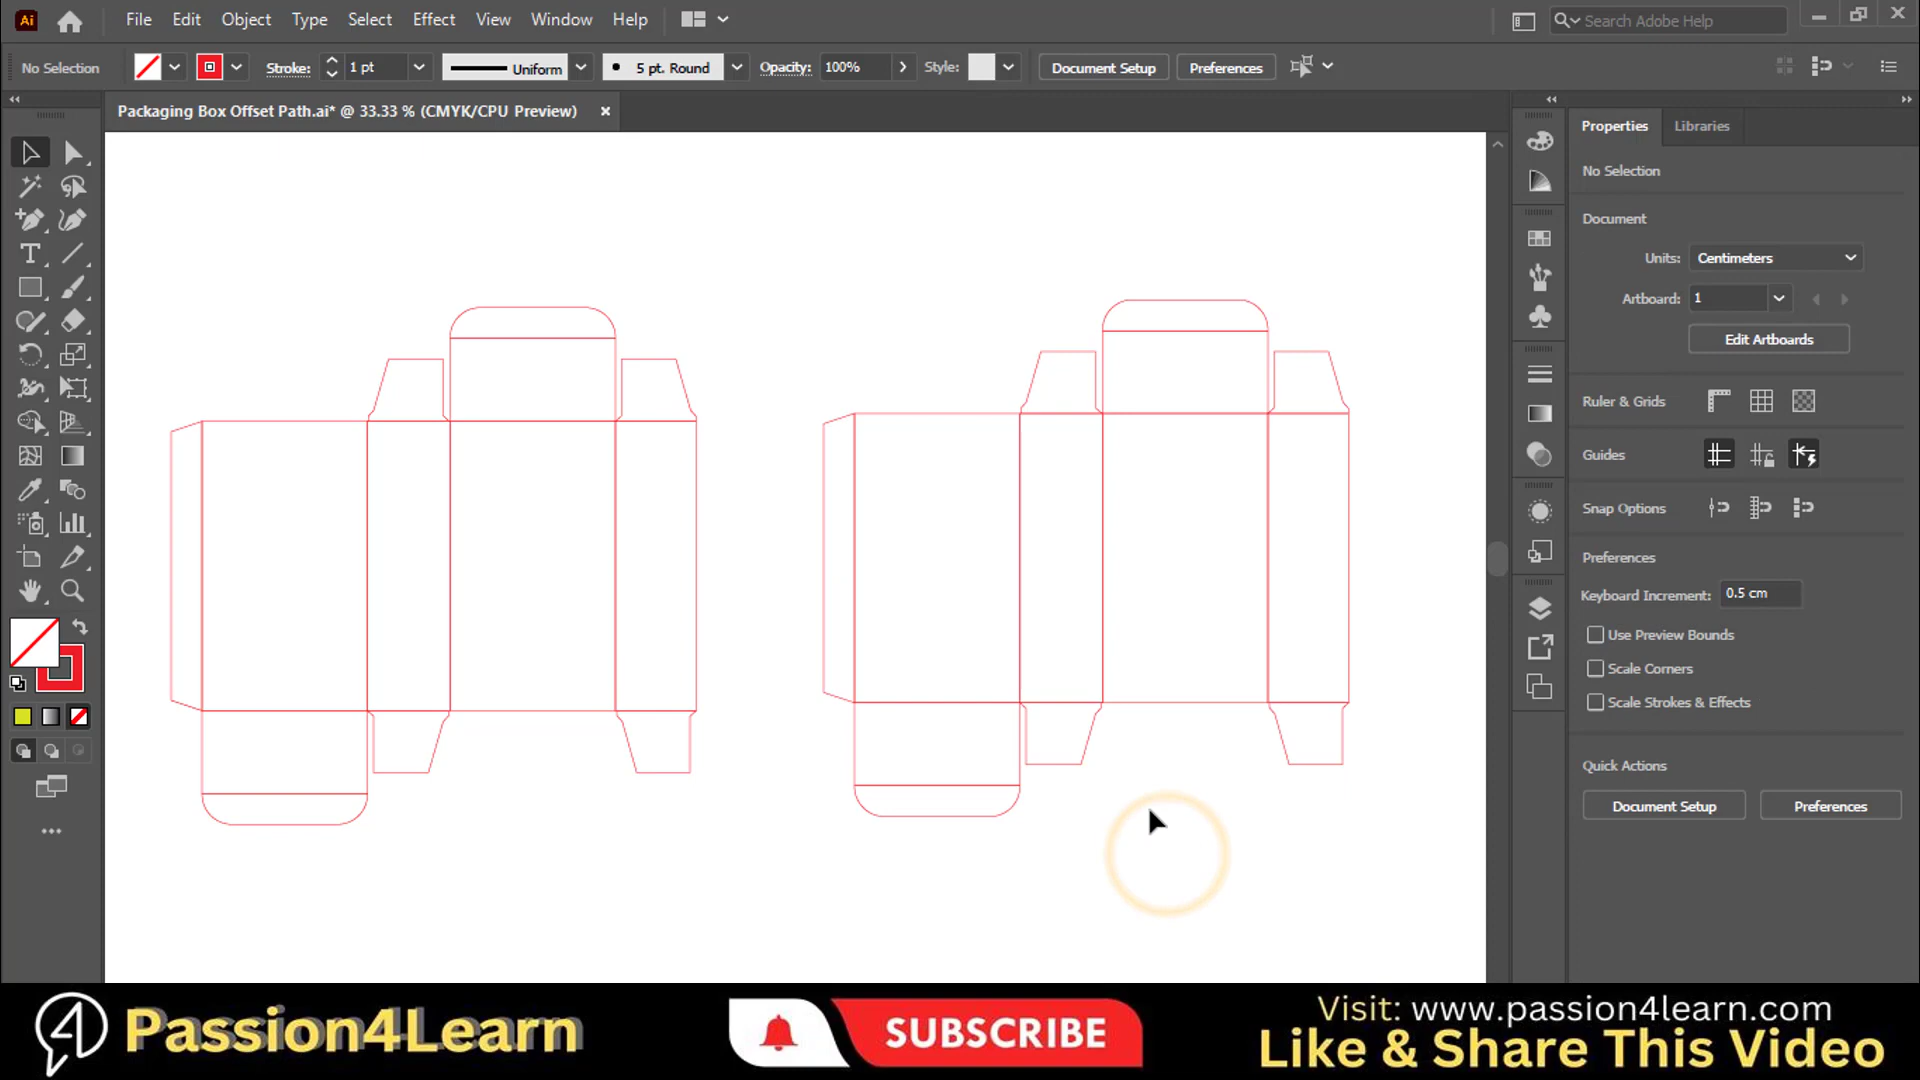 Ai File Edit Object Type Select Effect View Window Help Search Adobe Help
No Selection Stroke: 1 pt Uniform 5 pt. Round Opacity: 100% Style: Document Setup Preferences
Packaging Box Offset Path.ai* @ 33.33 % (CMYK/CPU Preview)
Properties Libraries
No Selection
Document
Units: Centimeters
Artboard: 1
Edit Artboards
Ruler & Grids
Guides
Snap Options
Preferences
Keyboard Increment: 0.5 cm
Use Preview Bounds
Scale Corners
Scale Strokes & Effects
Quick Actions
Document Setup Preferences
Passion4Learn
SUBSCRIBE
Visit: www.passion4learn.com
Like & Share This Video